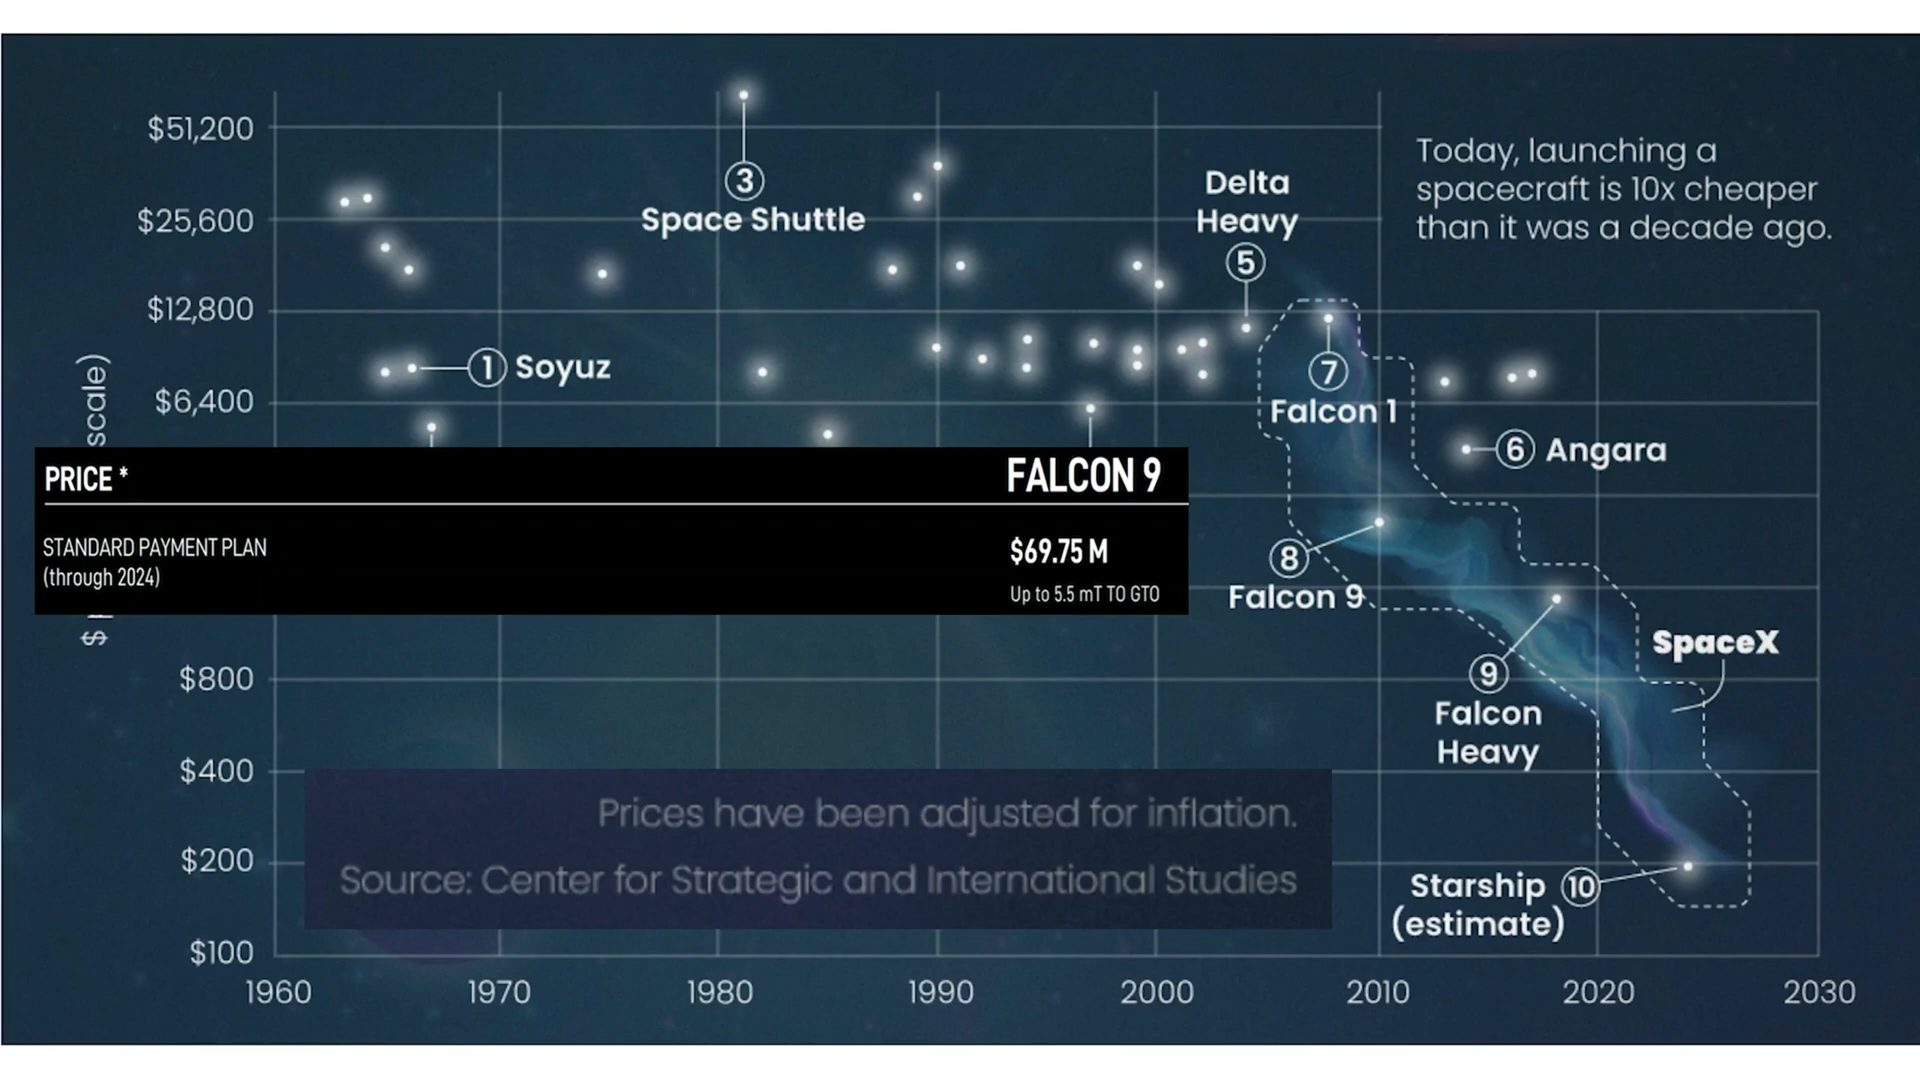 $51,200
$25,600
$12,800
$6,400
$800
$400
$200
$100
scale)
$
1960
1970
1980
1990
2000
2010
2020
2030
3
Space Shuttle
Delta
Heavy
5
Today, launching a
spacecraft is 10x cheaper
than it was a decade ago.
1 Soyuz
7
Falcon 1
6 Angara
PRICE *
FALCON 9
STANDARD PAYMENT PLAN
(through 2024)
$69.75 M
Up to 5.5 mT TO GTO
8
Falcon 9
9
Falcon
Heavy
SpaceX
Starship 10
(estimate)
Prices have been adjusted for inflation.
Source: Center for Strategic and International Studies